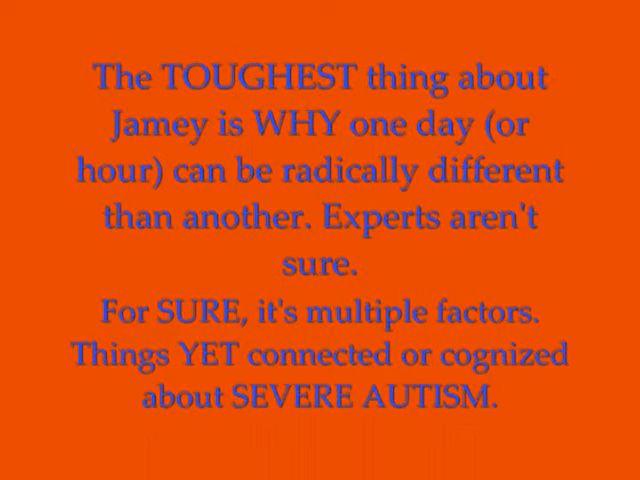 The TOUGHEST thing about
Jamey is WHY one day (or
hour) can be radically different
than another. Experts aren't
sure.
For SURE, it's multiple factors.
Things YET connected or cognized
about SEVERE AUTISM.